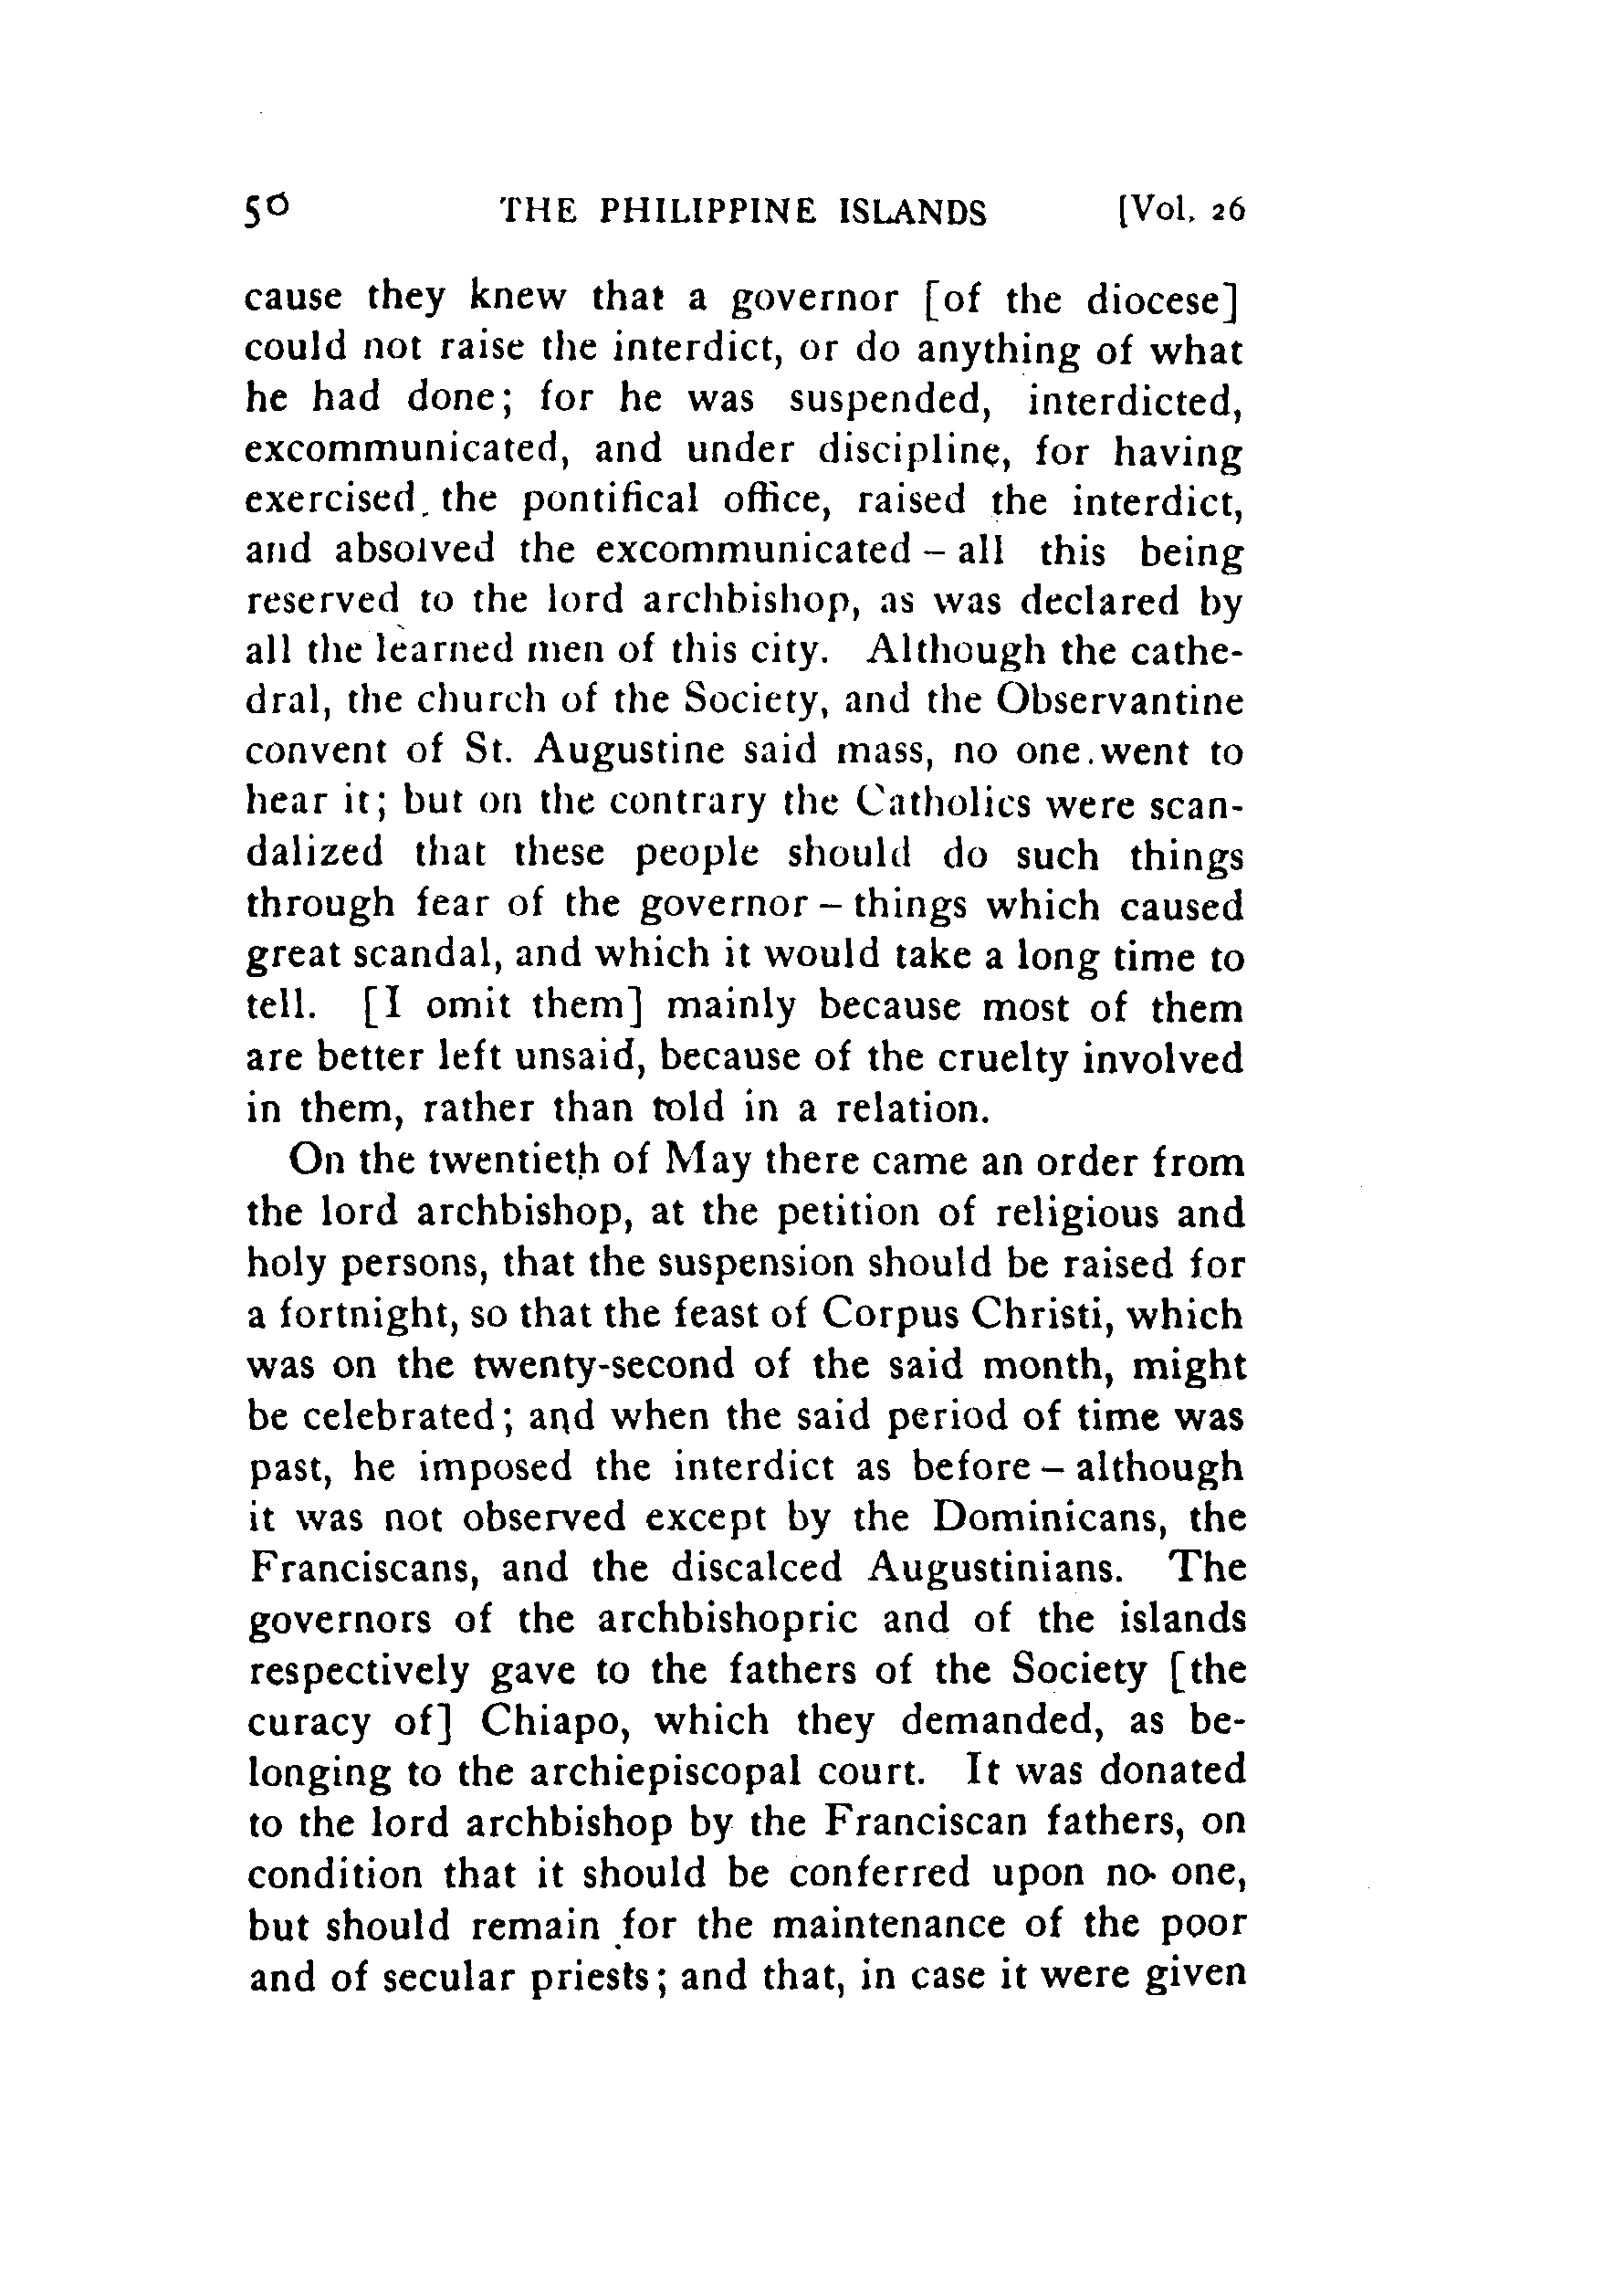 50 THE PHILIPPINE ISLANDS [Vol. 26
cause they knew that a governor [of the diocese]
could not raise the interdict, or do anything of what
he had done; for he was suspended, interdicted,
excommunicated, and under discipline, for having
exercised the pontifical office, raised the interdict,
and absolved the excommunicated – all this being
reserved to the lord archbishop, as was declared by
all the learned men of this city. Although the cathe-
dral, the church of the Society, and the Observantine
convent of St. Augustine said mass, no one went to
hear it; but on the contrary the Catholics were scan-
dalized that these people should do such things
through fear of the governor – things which caused
great scandal, and which it would take a long time to
tell. [I omit them] mainly because most of them
are better left unsaid, because of the cruelty involved
in them, rather than told in a relation.
On the twentieth of May there came an order from
the lord archbishop, at the petition of religious and
holy persons, that the suspension should be raised for
a fortnight, so that the feast of Corpus Christi, which
was on the twenty-second of the said month, might
be celebrated; and when the said period of time was
past, he imposed the interdict as before – although
it was not observed except by the Dominicans, the
Franciscans, and the discalced Augustinians. The
governors of the archbishopric and of the islands
respectively gave to the fathers of the Society [the
curacy of] Chiapo, which they demanded, as be-
longing to the archiepiscopal court. It was donated
to the lord archbishop by the Franciscan fathers, on
condition that it should be conferred upon no one,
but should remain for the maintenance of the poor
and of secular priests; and that, in case it were given